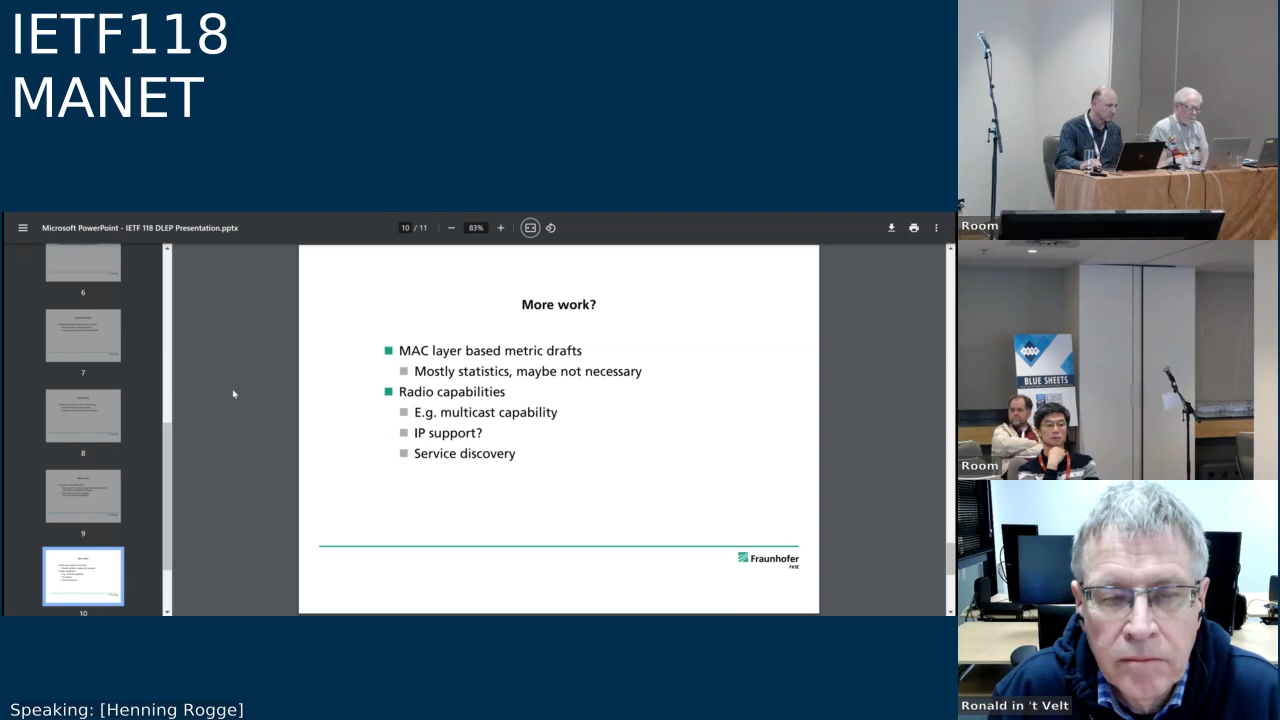 IETF118
MANET
Microsoft PowerPoint - IETF 118 DLEP Presentation.pptx
10 / 11
83%
6
7
8
9
10
More work?
MAC layer based metric drafts
Mostly statistics, maybe not necessary
Radio capabilities
E.g. multicast capability
IP support?
Service discovery
Fraunhofer
FKIE
Room
BLUE SHEETS
Room
Ronald in 't Velt
Speaking: [Henning Rogge]